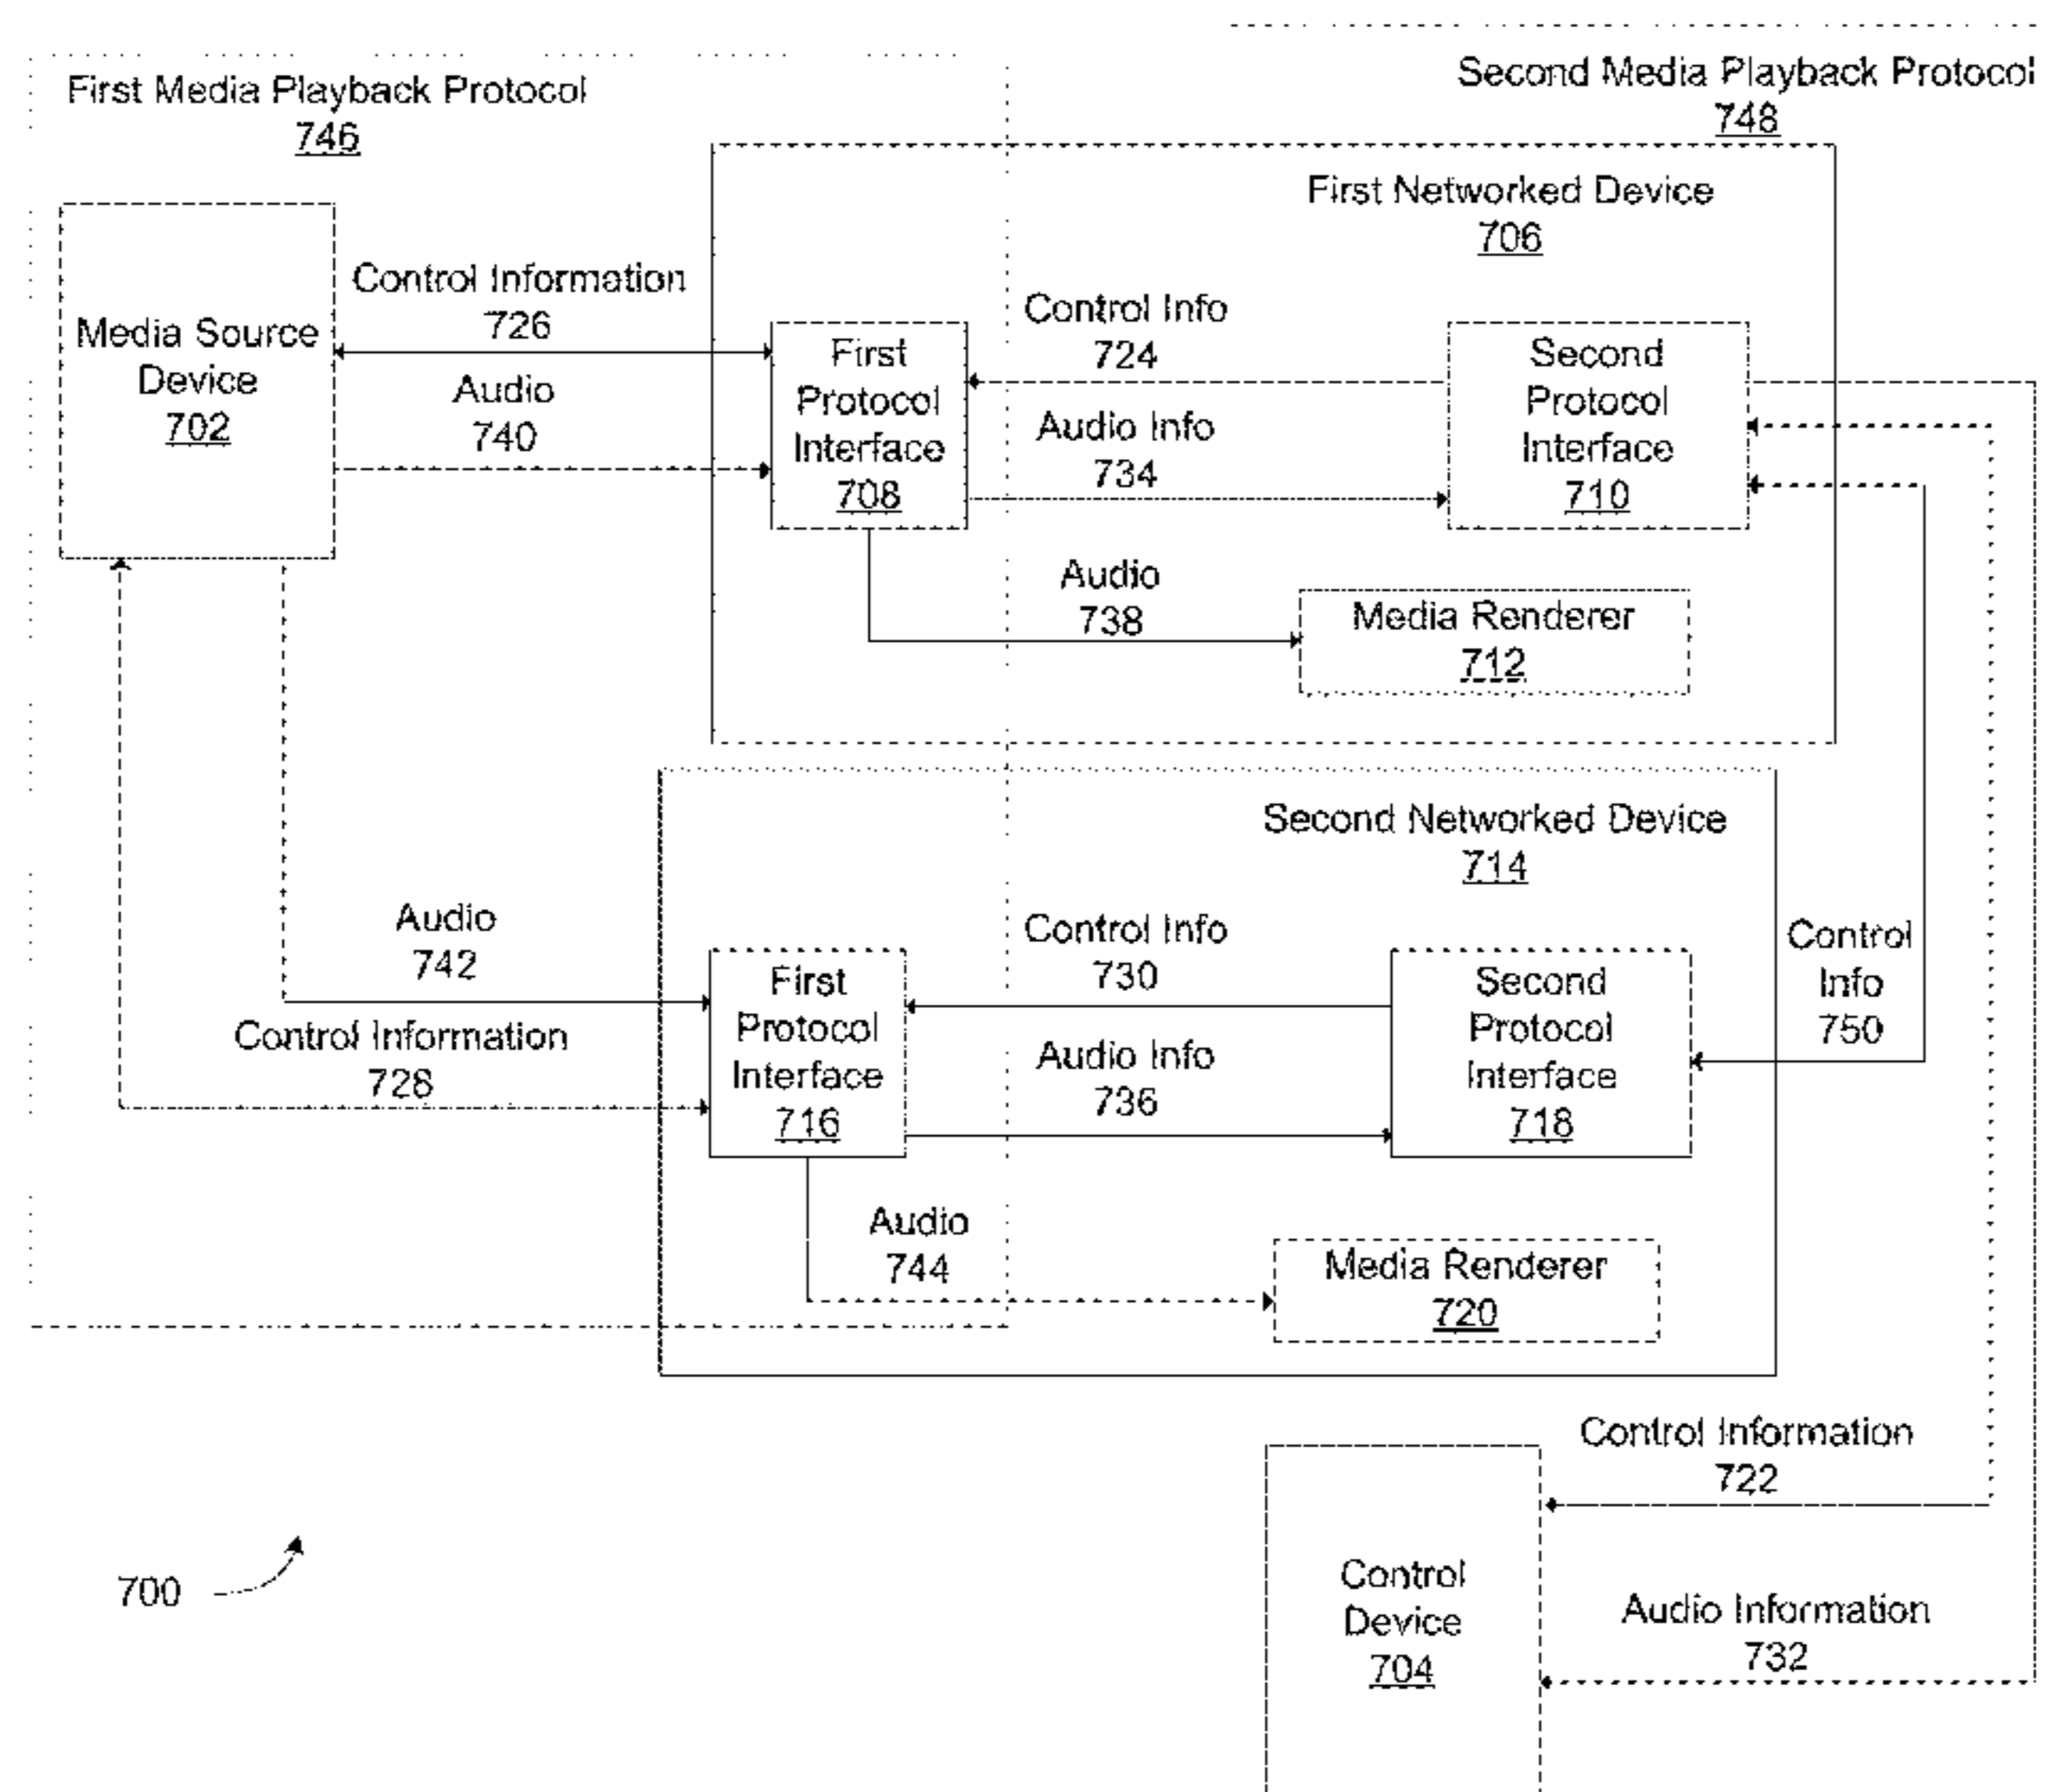 First Media Playback Protocol
746
Second Media Playback Protocol
748
First Networked Device
706
Media Source
Device
702
Control Information
726
Audio
740
First
Protocol
Interface
708
Control Info
724
Audio Info
734
Second
Protocol
Interface
710
Audio
738
Media Renderer
712
Second Networked Device
714
Audio
742
Control Information
728
First
Protocol
Interface
716
Control Info
730
Audio Info
736
Second
Protocol
Interface
718
Control
Info
750
Audio
744
Media Renderer
720
Control Information
722
Control
Device
704
Audio Information
732
700